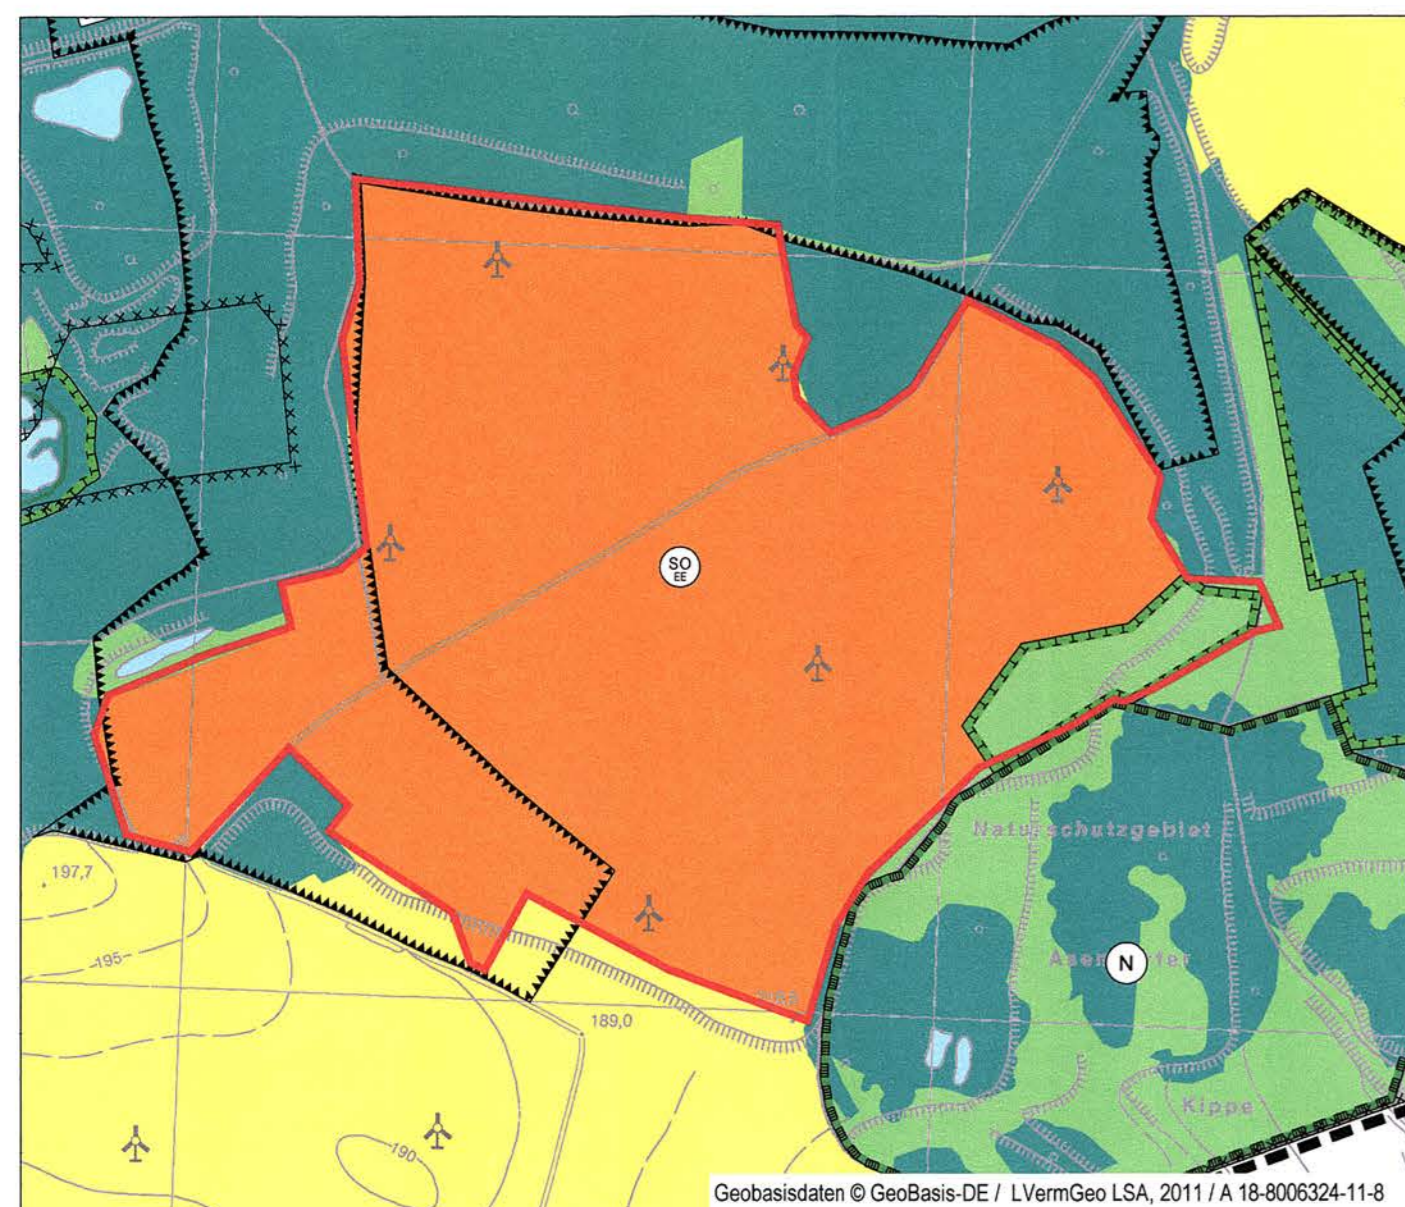 SO
EE
Naturschutzgebiet
197,7
195
N
189,0
Kippe
190
Geobasisdaten © GeoBasis-DE / LVermGeo LSA, 2011 / A 18-8006324-11-8